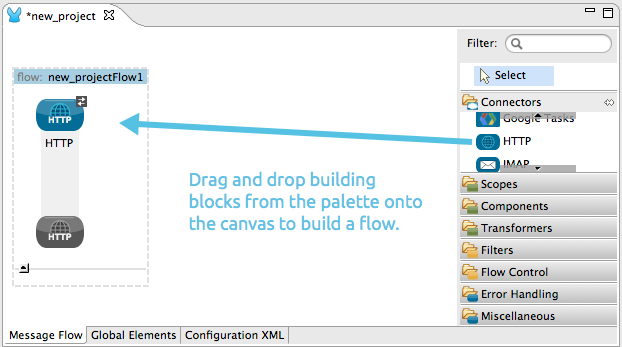 *new_project
Filter:
flow: new_projectFlow1
Select
Connectors
Google Tasks
HTTP
HTTP
HTTP
IMAP
Drag and drop building
blocks from the palette onto
the canvas to build a flow.
HTTP
Scopes
Components
Transformers
Filters
Flow Control
Error Handling
Miscellaneous
Message Flow Global Elements Configuration XML